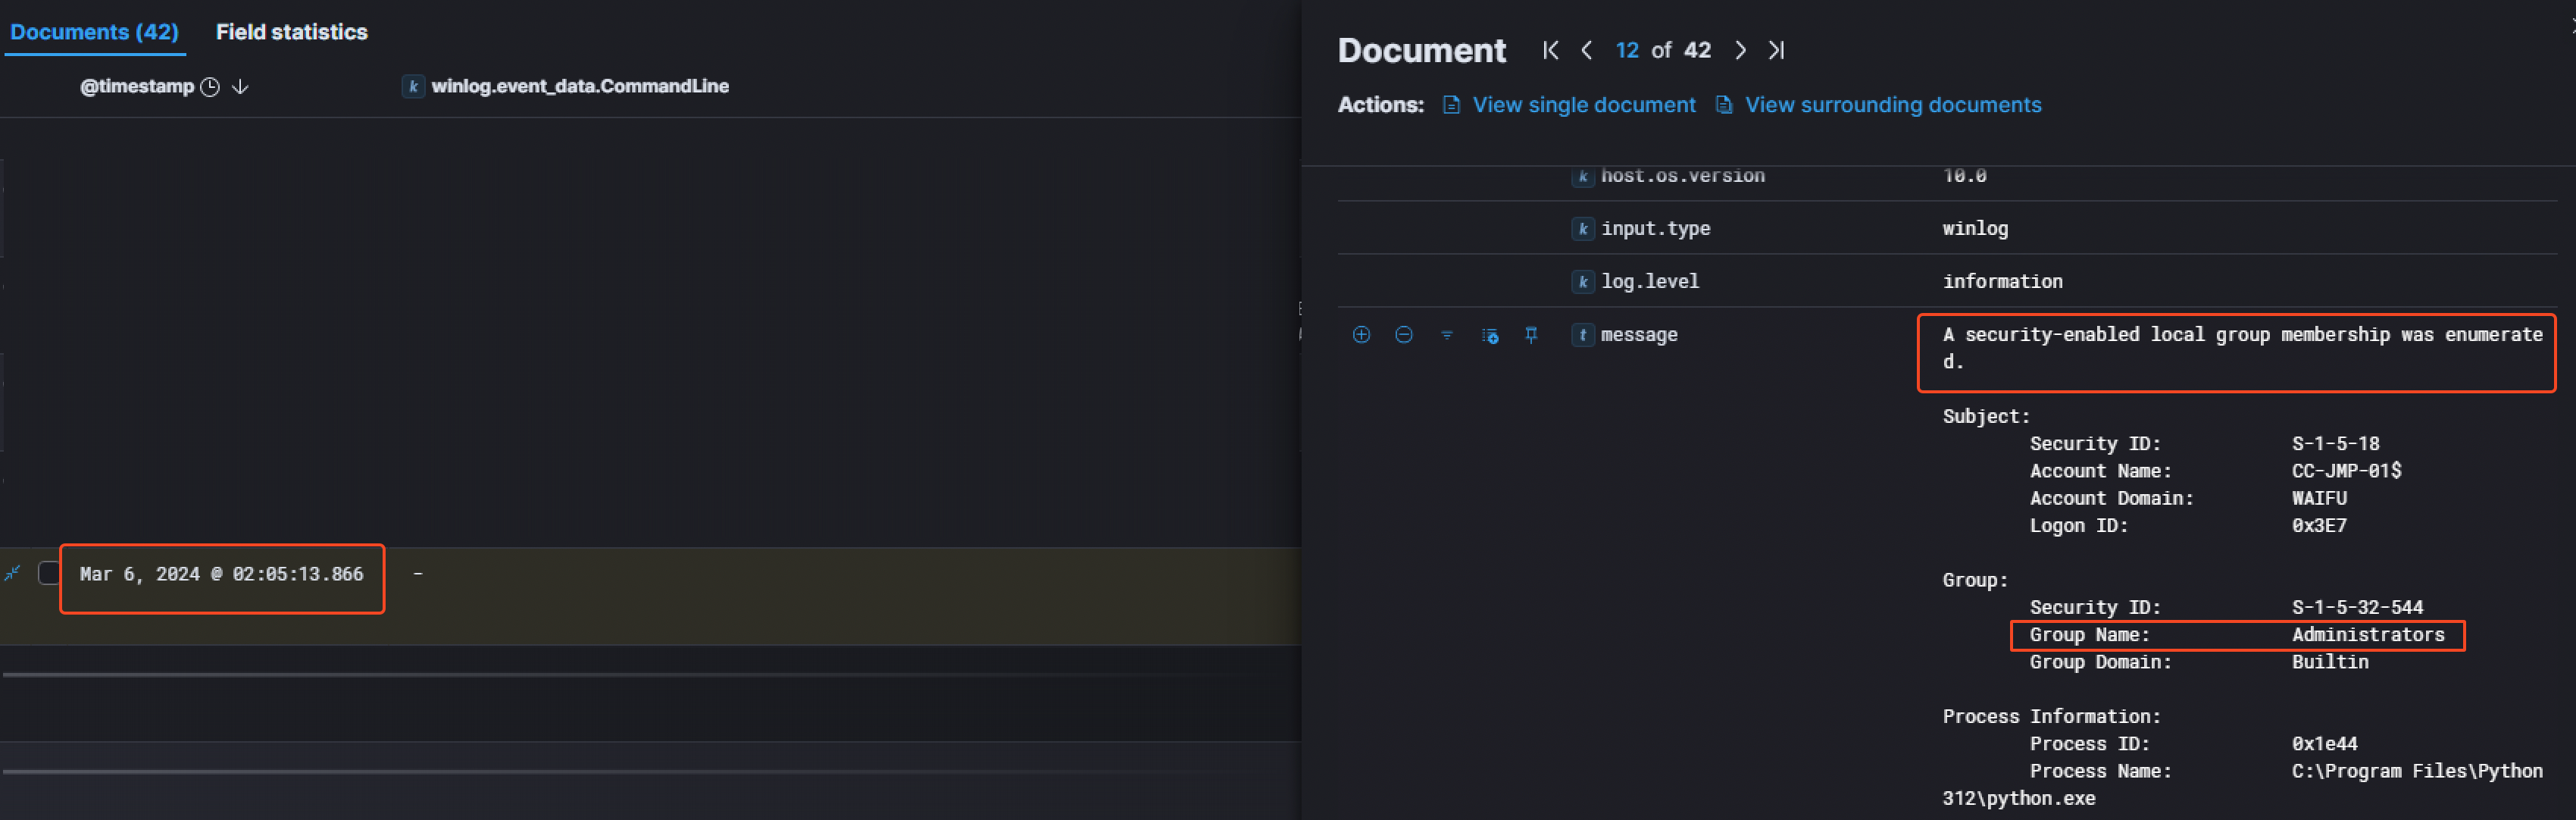 Documents (42) Field statistics
@timestamp k winlog.event_data.CommandLine
Mar 6, 2024 @ 02:05:13.866 –
Document 12 of 42
Actions: View single document View surrounding documents
k host.os.version 10.0
k input.type winlog
k log.level information
t message A security-enabled local group membership was enumerate
d.
Subject:
Security ID: S-1-5-18
Account Name: CC-JMP-01$
Account Domain: WAIFU
Logon ID: 0x3E7
Group:
Security ID: S-1-5-32-544
Group Name: Administrators
Group Domain: Builtin
Process Information:
Process ID: 0x1e44
Process Name: C:\Program Files\Python
312\python.exe